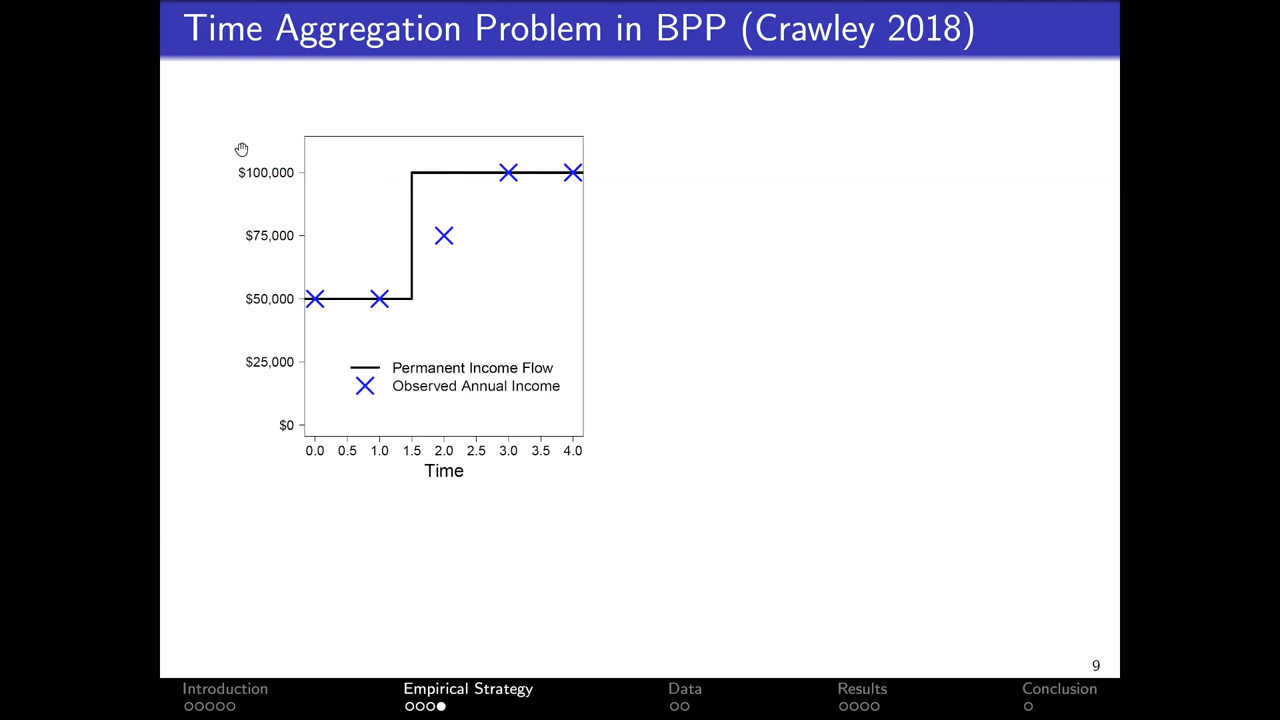 Time Aggregation Problem in BPP (Crawley 2018)
$100,000
$75,000
$50,000
$25,000
$0
Permanent Income Flow
Observed Annual Income
0.0 0.5 1.0 1.5 2.0 2.5 3.0 3.5 4.0
Time
9
Introduction Empirical Strategy Data Results Conclusion